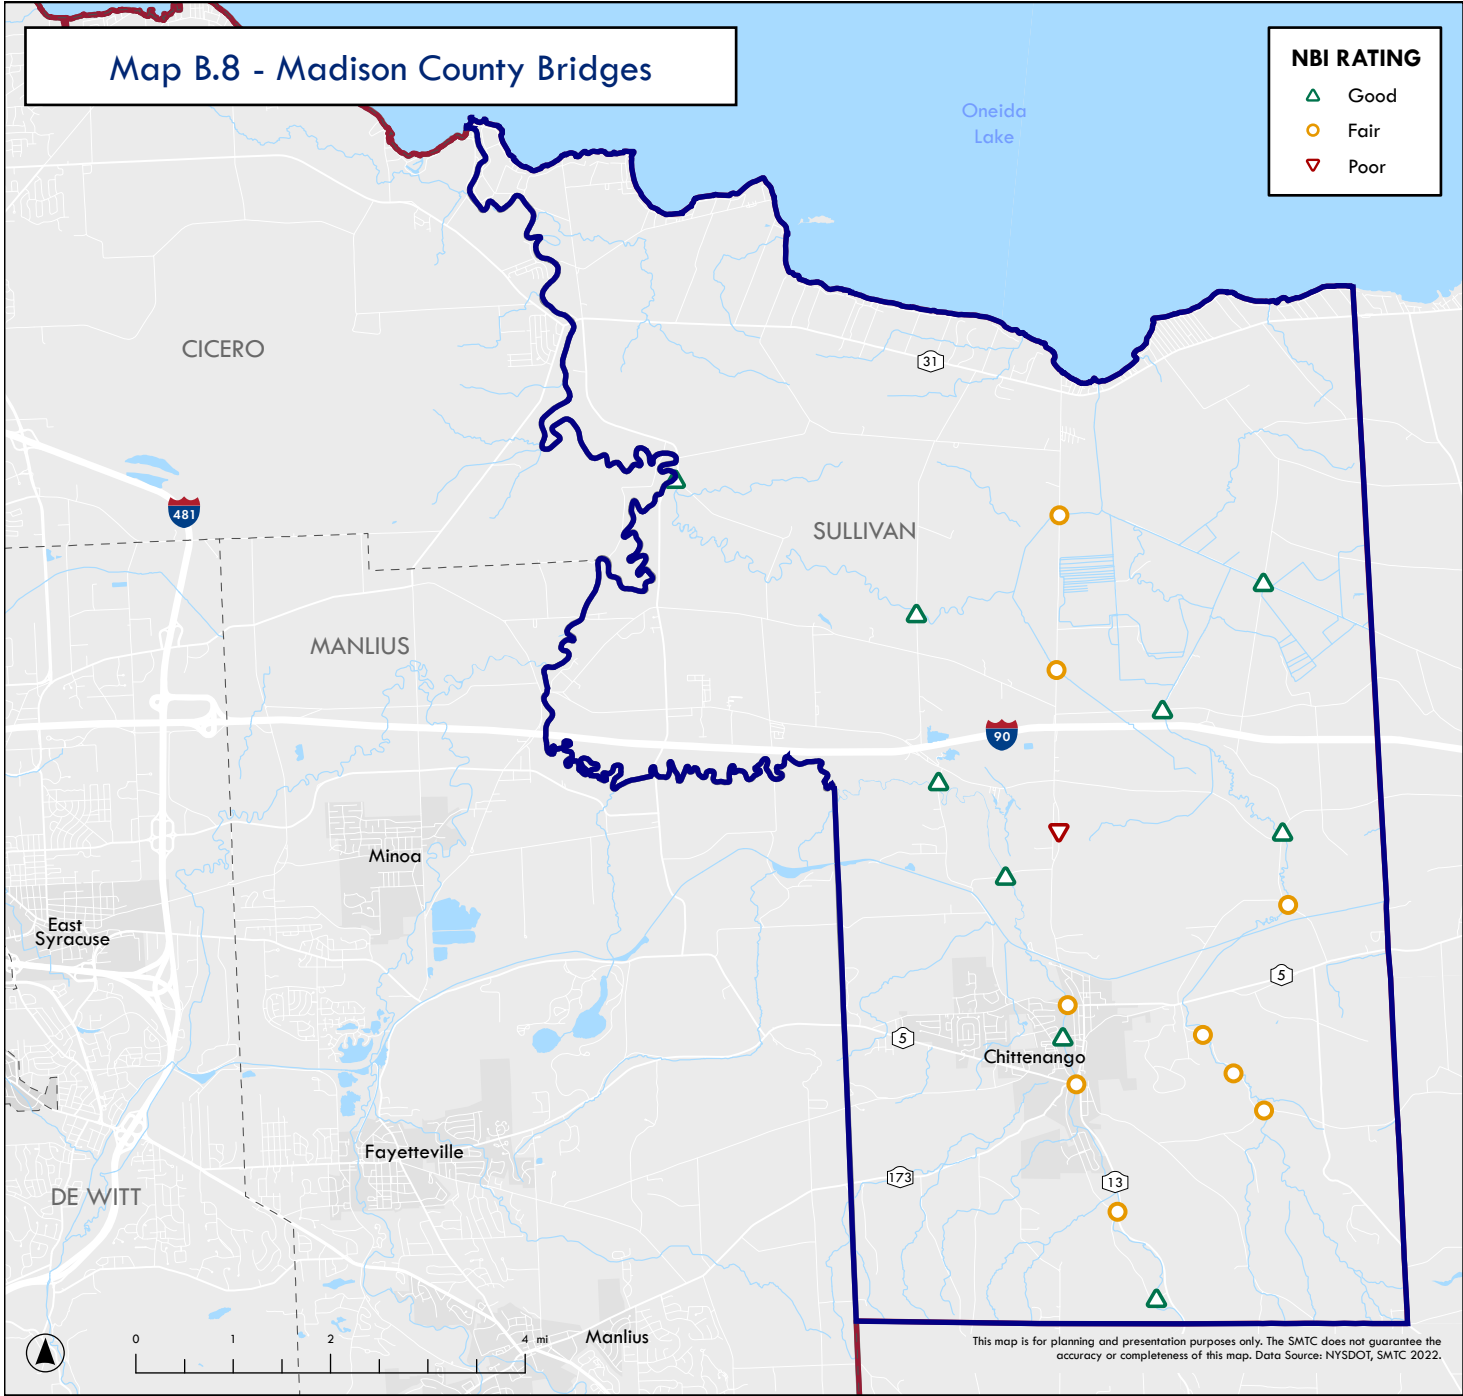 Map B.8 - Madison County Bridges
NBI RATING
Good
Fair
Poor
Oneida
Lake
CICERO
31
481
SULLIVAN
MANLIUS
90
Minoa
East
Syracuse
5
5
Chittenango
Fayetteville
173
13
DE WITT
Manlius
0 1 2 4 mi
This map is for planning and presentation purposes only. The SMTC does not guarantee the
accuracy or completeness of this map. Data Source: NYSDOT, SMTC 2022.